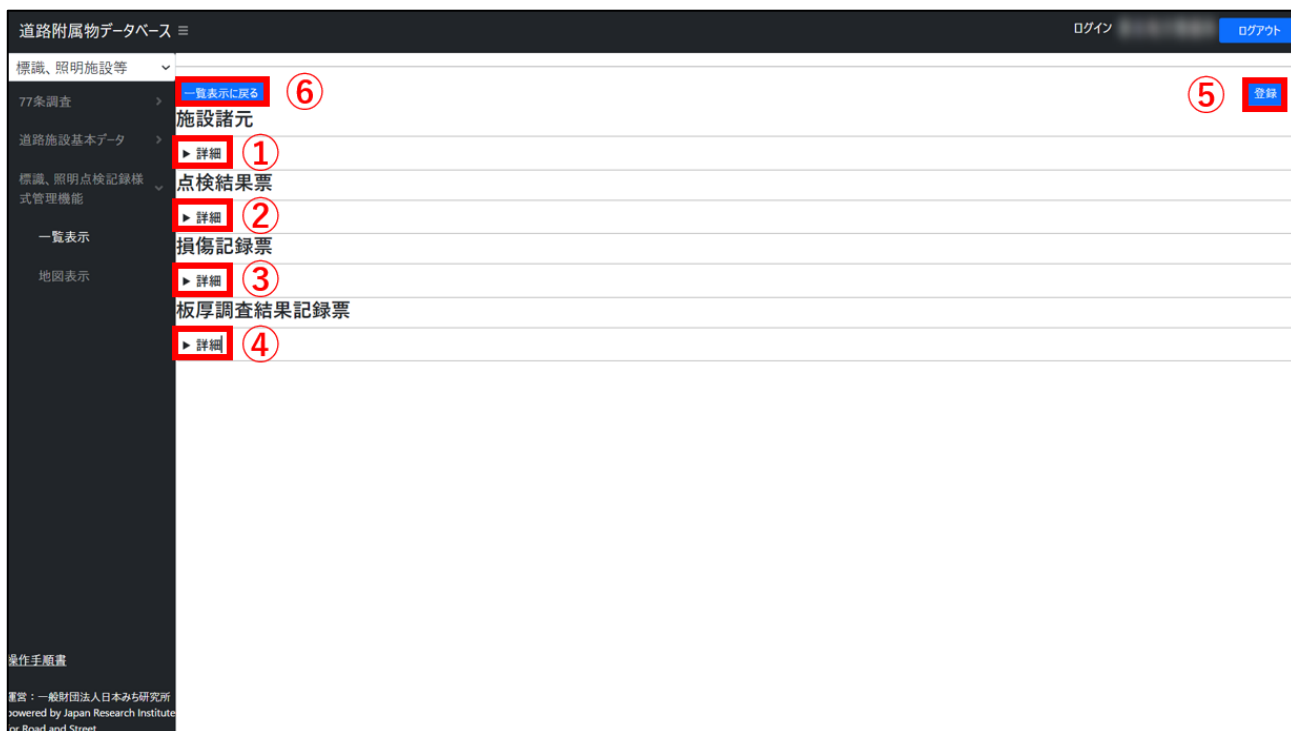 道路附属物データベース ≡
ログイン
ログアウト
標識、照明施設等
77条調査
道路施設基本データ
標識、照明点検記録様
式管理機能
一覧表示
地図表示
一覧表示に戻る
⑥
⑤
登録
施設諸元
▶ 詳細
①
点検結果票
▶ 詳細
②
損傷記録票
▶ 詳細
③
板厚調査結果記録票
▶ 詳細
④
操作手順書
運営:一般財団法人日本みち研究所
powered by Japan Research Institute
for Road and Street